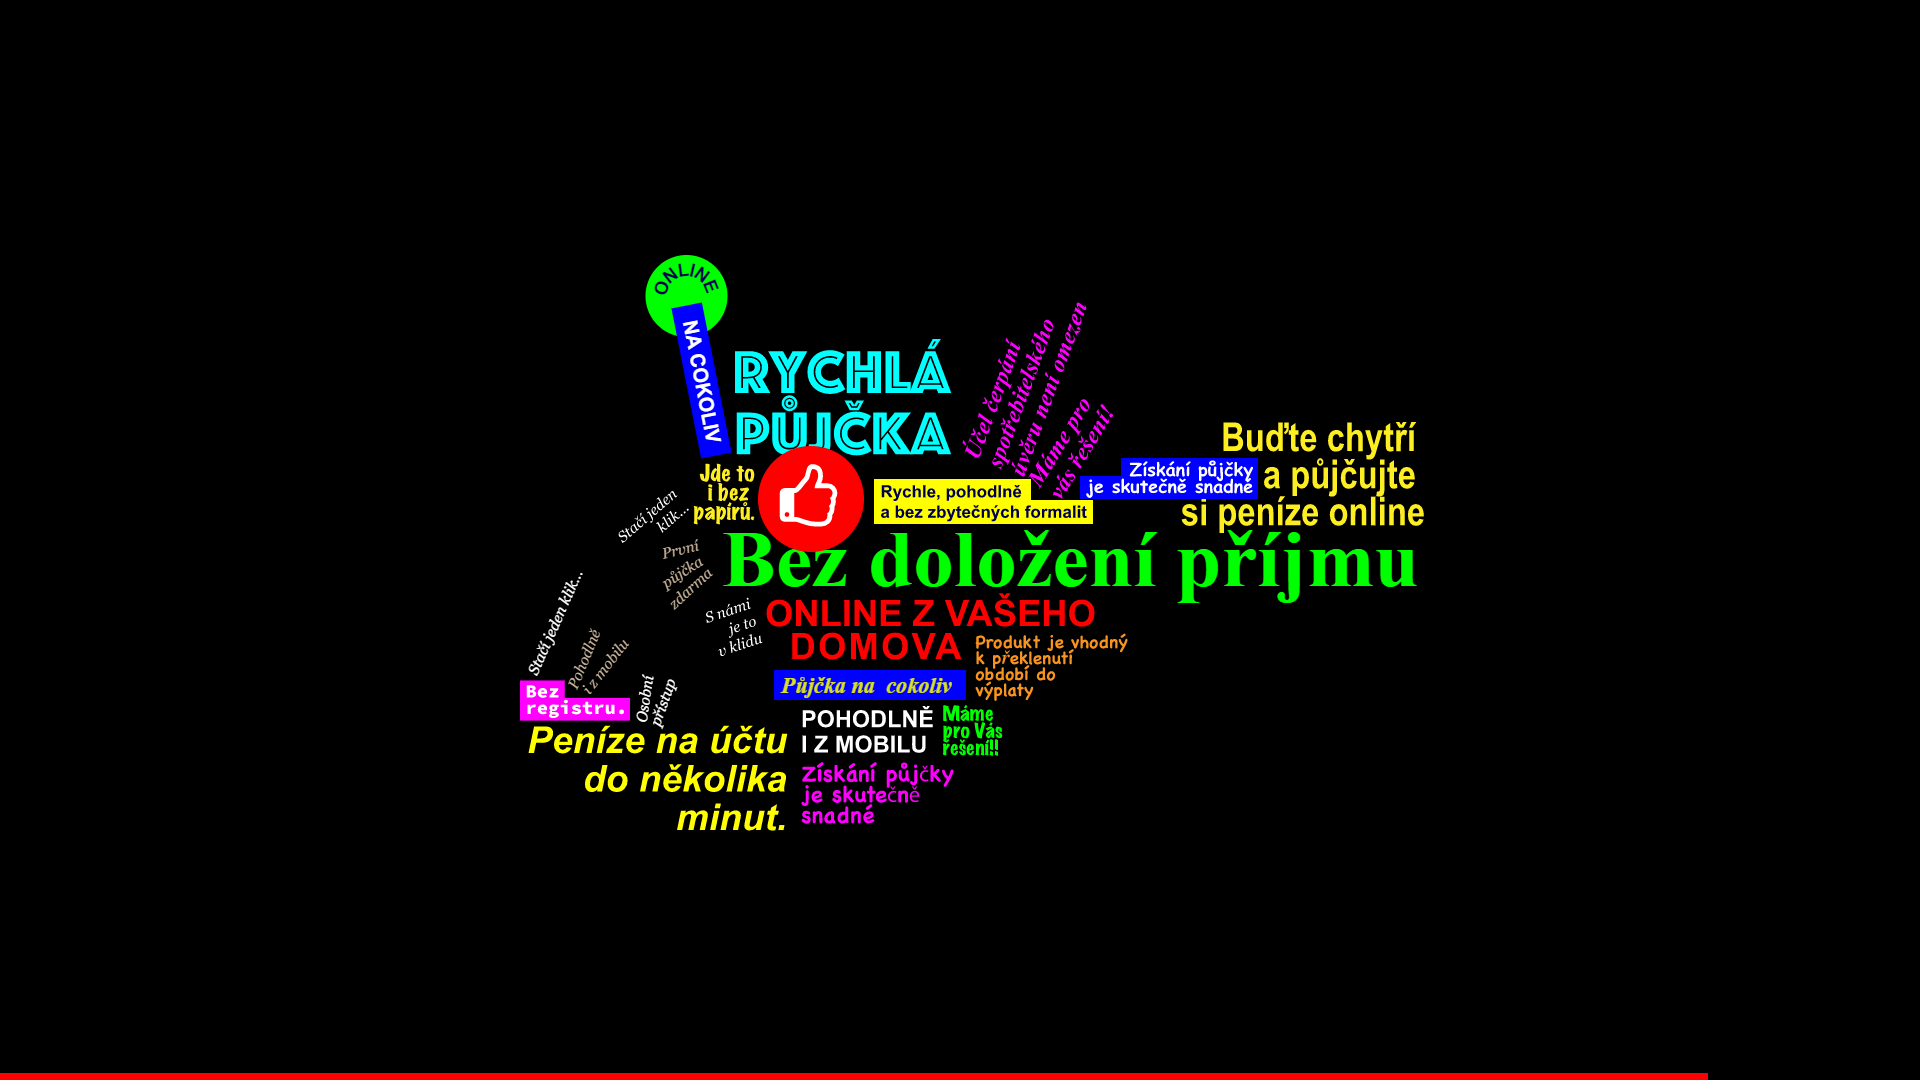 ONLINE
NA COKOLIV
RYCHLÁ
PŮJČKA
Účel čerpání
spotřebitelského
úvěru není omezen
Máme pro
vás řešení!
Buďte chytří
a půjčujte
si peníze online
Získání půjčky
je skutečně snadné
Jde to
i bez
papírů.
Rychle, pohodlně
a bez zbytečných formalit
Stačí jeden
klik...
První
půjčka
zdarma
Bez doložení příjmu
S námi
je to
v klidu
ONLINE Z VAŠEHO
DOMOVA
Produkt je vhodný
k překlenutí
období do
výplaty
Stačí jeden klik...
Pohodlně
i z mobilu
Osobní
přístup
Bez
registru.
Půjčka na cokoliv
Peníze na účtu
do několika
minut.
POHODLNĚ
I Z MOBILU
Máme
pro Vás
řešení!!
Získání půjčky
je skutečně
snadné